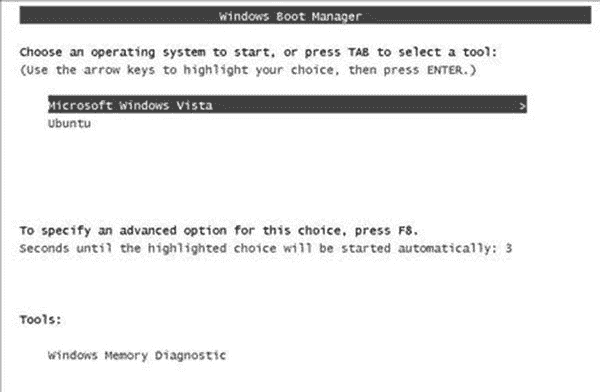 Windows Boot Manager
Choose an operating system to start, or press TAB to select a tool:
(Use the arrow keys to highlight your choice, then press ENTER.)
Microsoft Windows Vista >
Ubuntu
To specify an advanced option for this choice, press F8.
Seconds until the highlighted choice will be started automatically: 3
Tools:
Windows Memory Diagnostic